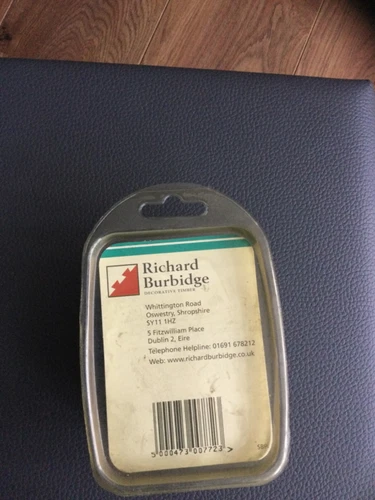 Richard
Burbidge
DECORATIVE TIMBER
Whittington Road
Oswestry, Shropshire
SY11 1HZ
5 Fitzwilliam Place
Dublin 2, Eire
Telephone Helpline: 01691 678212
Web: www.richardburbidge.co.uk
5 000473 007723 >